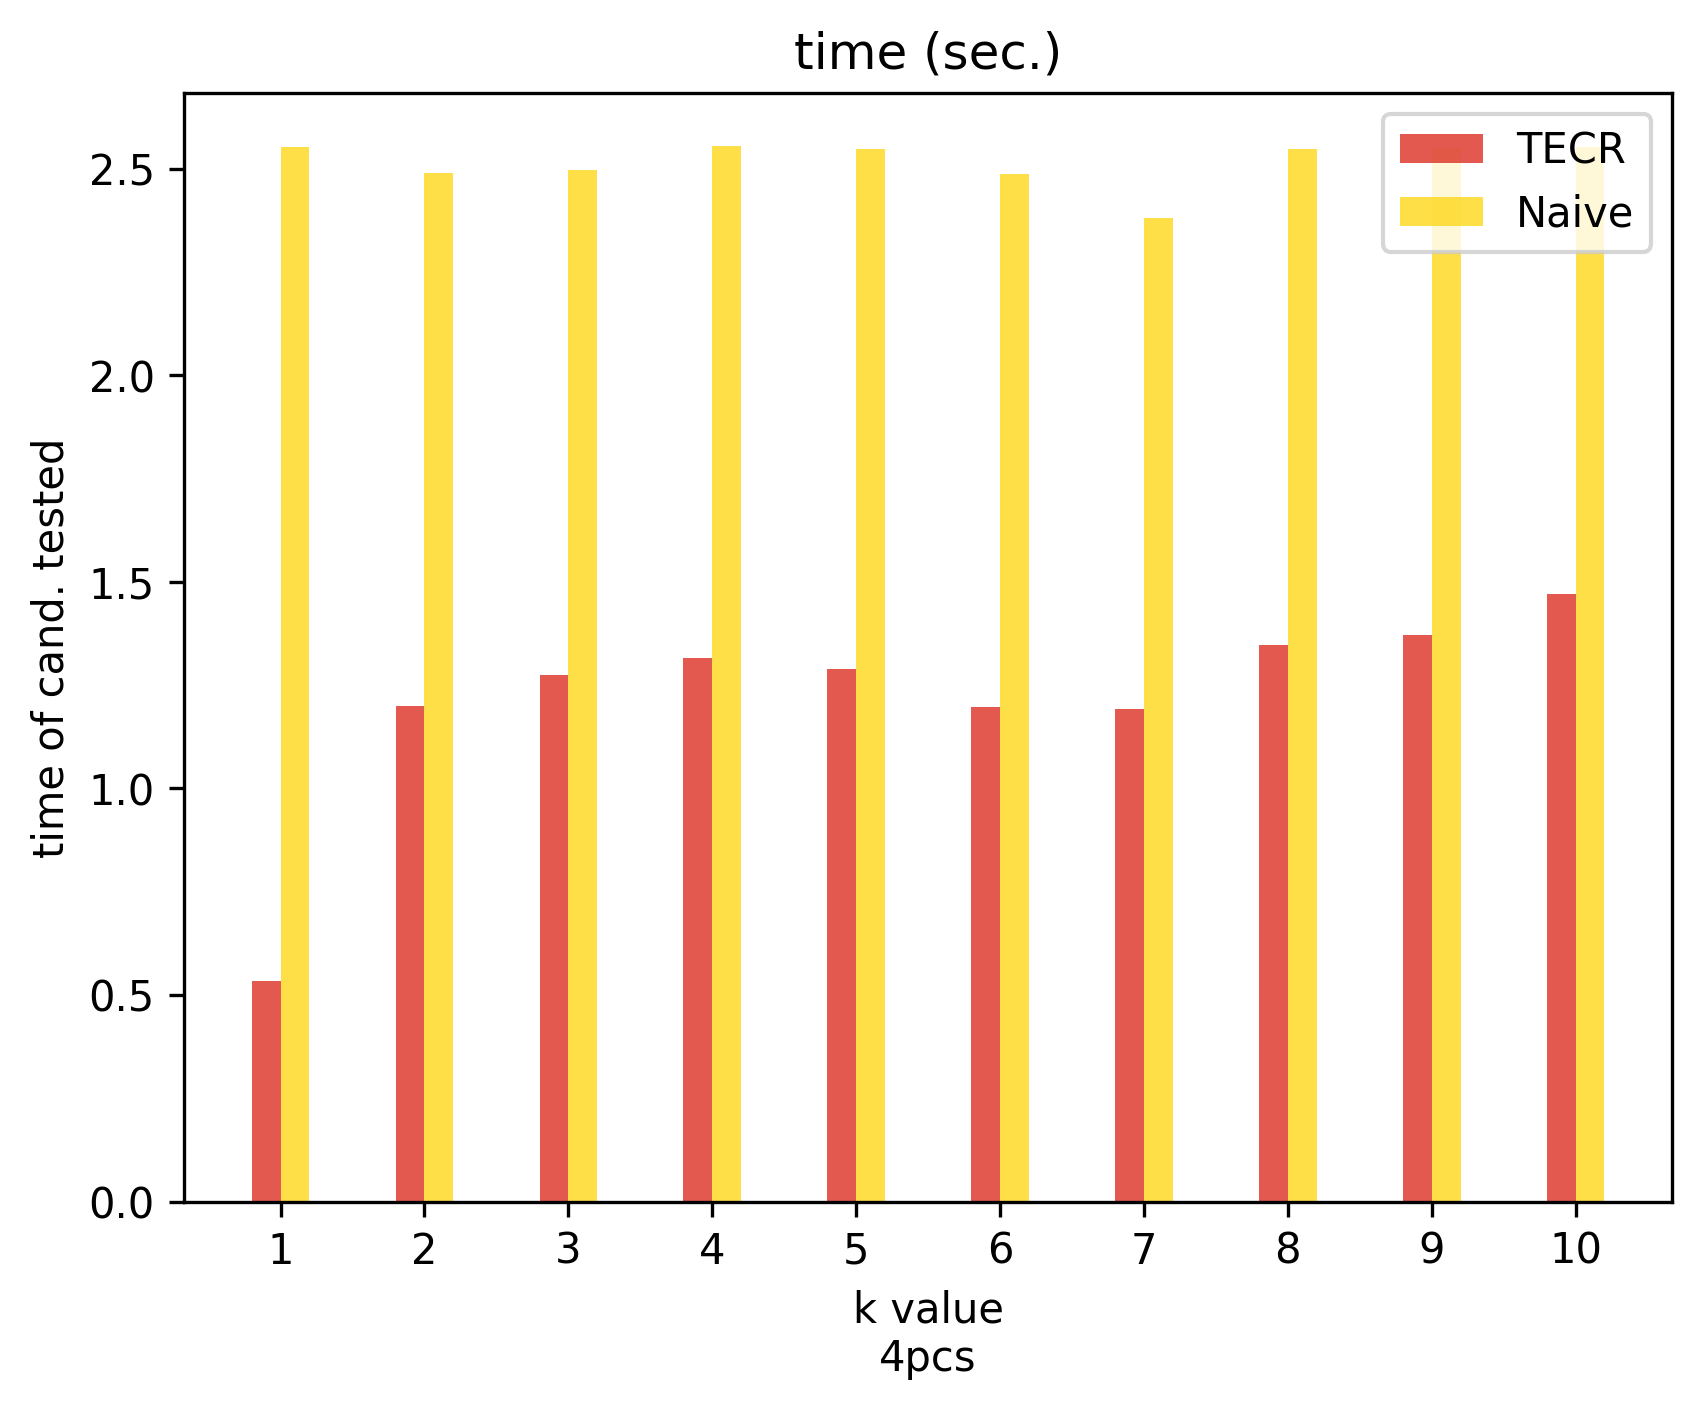 time (sec.)
TECR
Naive
2.5
2.0
1.5
1.0
0.5
0.0
time of cand. tested
1 2 3 4 5 6 7 8 9 10
k value
4pcs